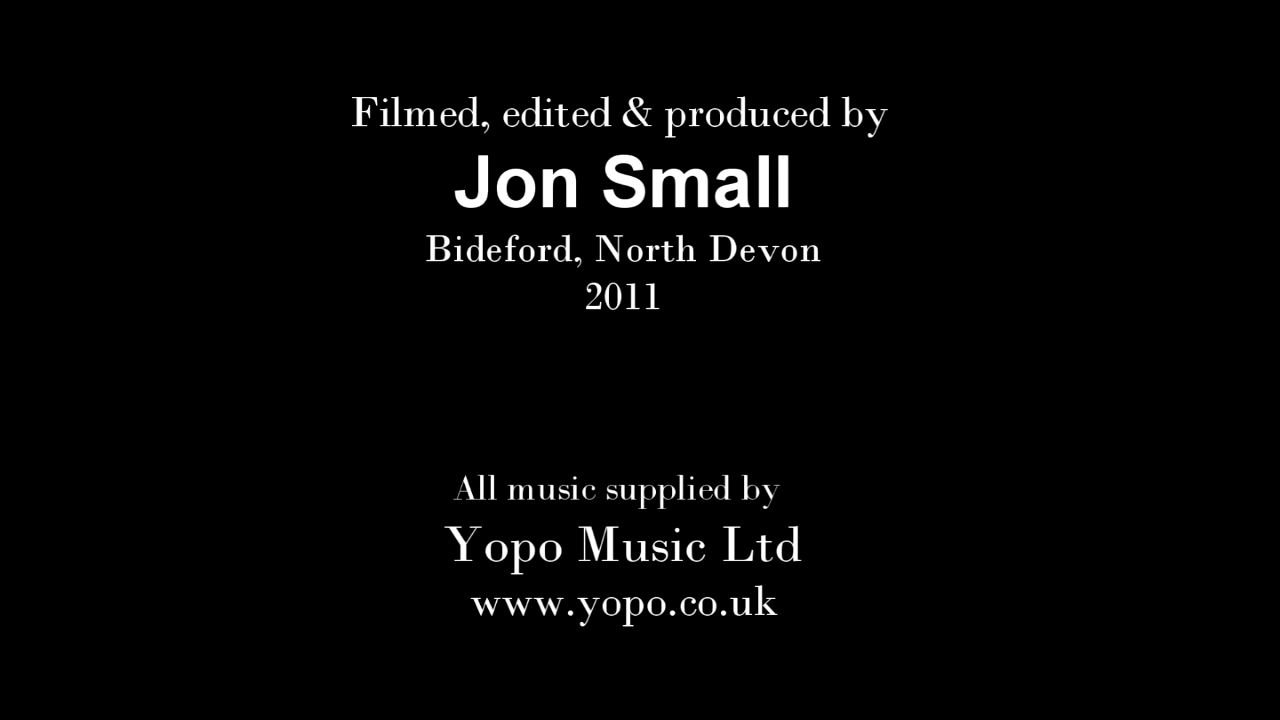 Filmed, edited & produced by
Jon Small
Bideford, North Devon
2011
All music supplied by
Yopo Music Ltd
www.yopo.co.uk